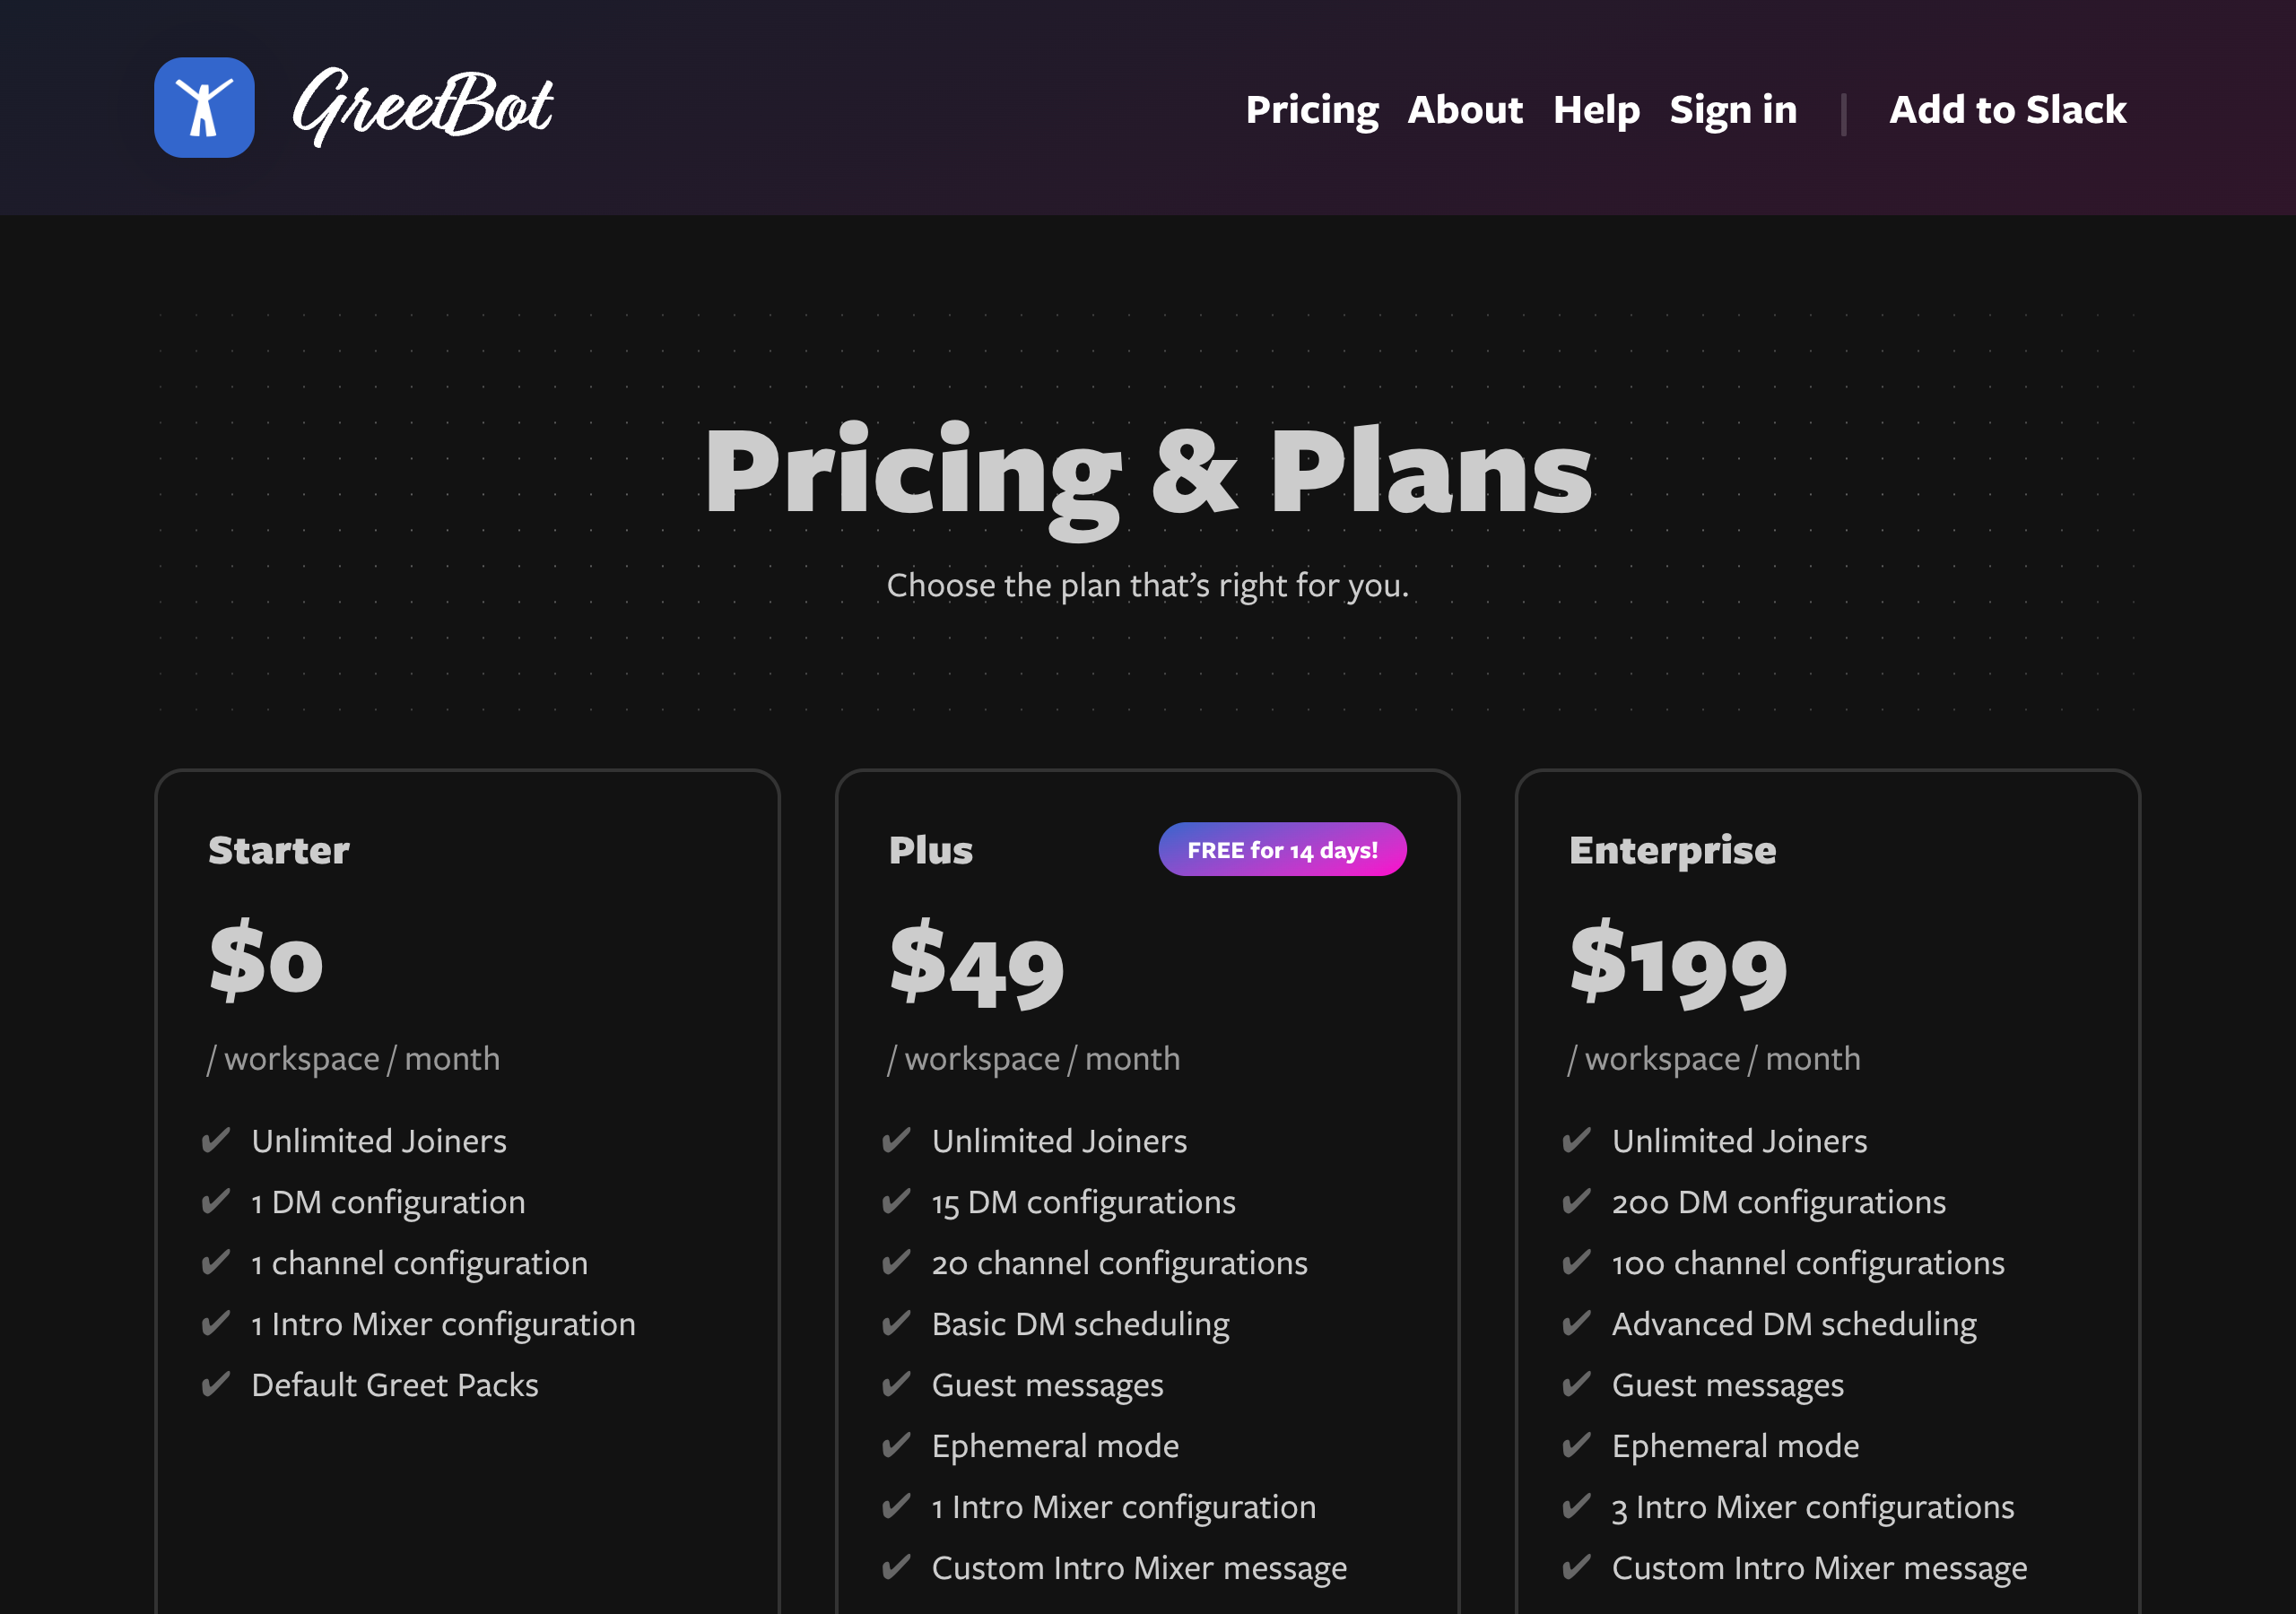 GreetBot
Pricing About Help Sign in Add to Slack
Pricing & Plans
Choose the plan that’s right for you.
Starter
$0
/ workspace / month
✔ Unlimited Joiners
✔ 1 DM configuration
✔ 1 channel configuration
✔ 1 Intro Mixer configuration
✔ Default Greet Packs
Plus
FREE for 14 days!
$49
/ workspace / month
✔ Unlimited Joiners
✔ 15 DM configurations
✔ 20 channel configurations
✔ Basic DM scheduling
✔ Guest messages
✔ Ephemeral mode
✔ 1 Intro Mixer configuration
✔ Custom Intro Mixer message
Enterprise
$199
/ workspace / month
✔ Unlimited Joiners
✔ 200 DM configurations
✔ 100 channel configurations
✔ Advanced DM scheduling
✔ Guest messages
✔ Ephemeral mode
✔ 3 Intro Mixer configurations
✔ Custom Intro Mixer message